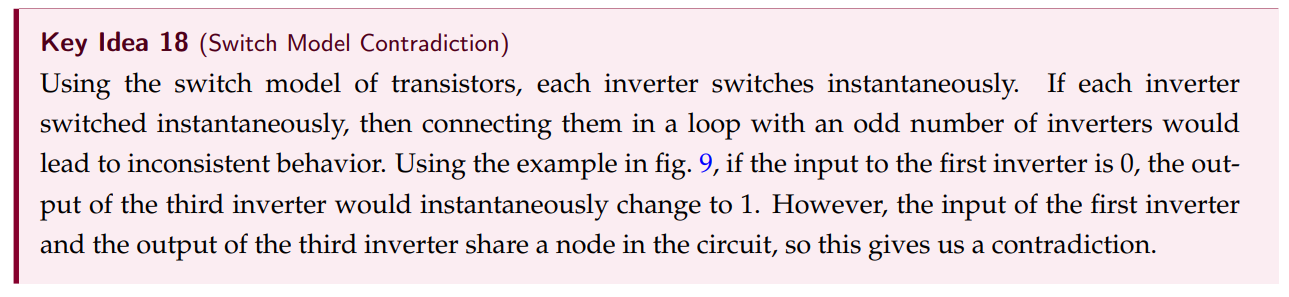 Key Idea 18 (Switch Model Contradiction)
Using the switch model of transistors, each inverter switches instantaneously. If each inverter
switched instantaneously, then connecting them in a loop with an odd number of inverters would
lead to inconsistent behavior. Using the example in fig. 9, if the input to the first inverter is 0, the out-
put of the third inverter would instantaneously change to 1. However, the input of the first inverter
and the output of the third inverter share a node in the circuit, so this gives us a contradiction.